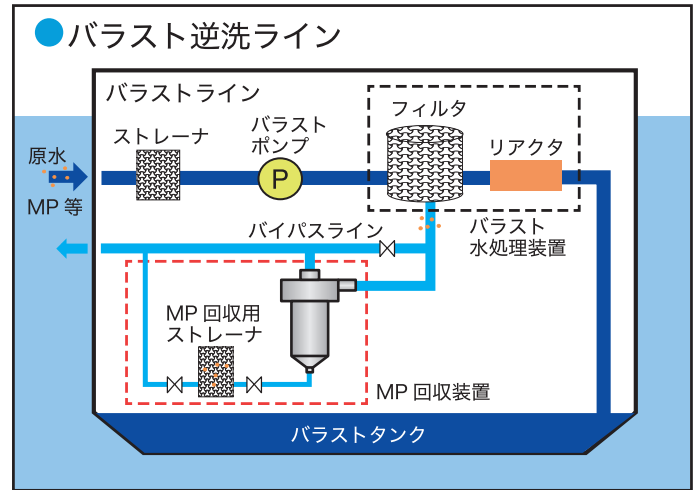 バラスト逆洗ライン
バラストライン
ストレーナ
バラスト
ポンプ
P
フィルタ
リアクタ
原水
MP 等
バイパスライン
バラスト
水処理装置
MP 回収用
ストレーナ
MP 回収装置
バラストタンク